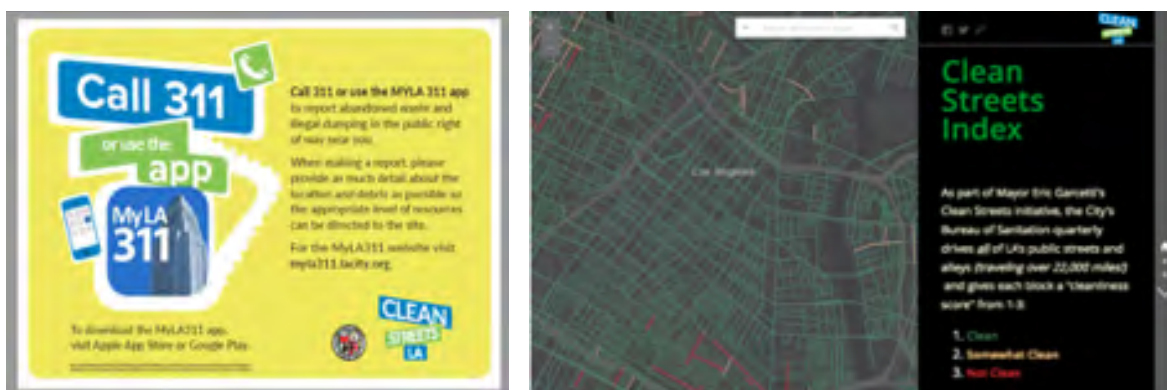 Call 311
or use the
app
MyLA
311
Call 311 or use the MYLA 311 app
to report abandoned waste and
illegal dumping in the public right
of way near you.
When making a report, please
provide as much detail about the
location and debris as possible so
the appropriate level of resources
can be directed to the site.
For the MyLA311 website visit
myla311.lacity.org.
To download the MyLA311 app,
visit Apple App Store or Google Play.
CLEAN
STREETS
LA
Los Angeles
CLEAN
STREETS
LA
Clean
Streets
Index
As part of Mayor Eric Garcetti's
Clean Streets initiative, the City's
Bureau of Sanitation quarterly
drives all of LA's public streets and
alleys (traveling over 22,000 miles!)
and gives each block a "cleanliness
score" from 1-3:
1. Clean
2. Somewhat Clean
3. Not Clean